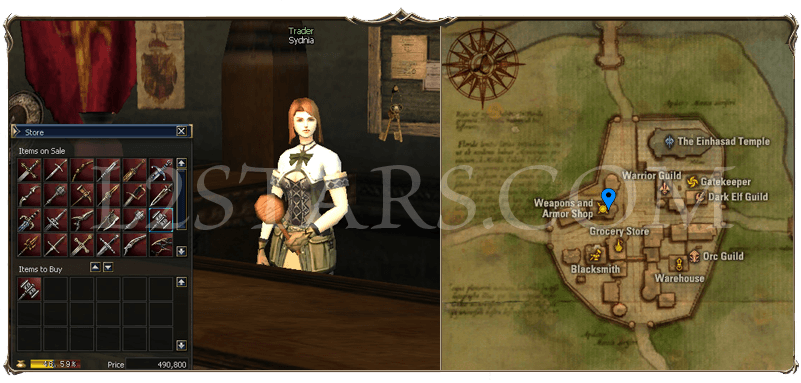 Trader
Sydnia
Store
Items on Sale
Items to Buy
Price
490,800
L2STARS.COM
The Einhasad Temple
Warrior Guild
Gatekeeper
Dark Elf Guild
Weapons and
Armor Shop
Grocery Store
Blacksmith
Orc Guild
Warehouse